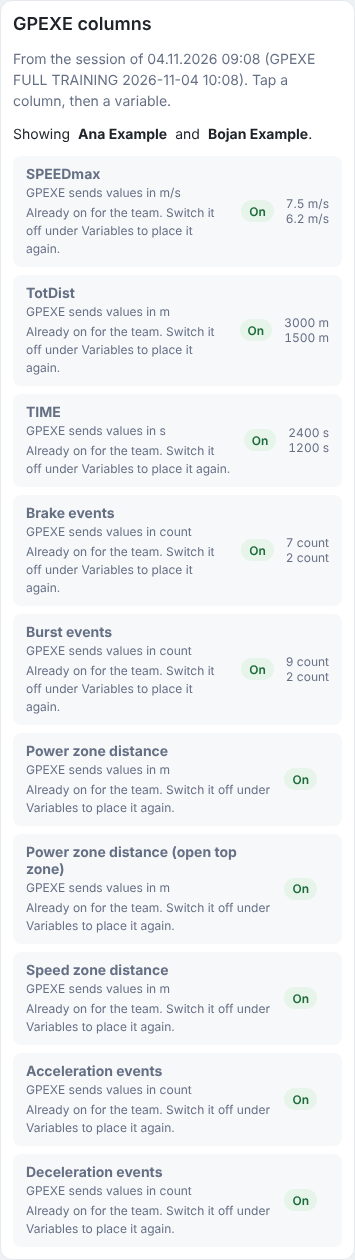 GPEXE columns
From the session of 04.11.2026 09:08 (GPEXE
FULL TRAINING 2026-11-04 10:08). Tap a
column, then a variable.
Showing Ana Example and Bojan Example.
SPEEDmax
GPEXE sends values in m/s
Already on for the team. Switch it
off under Variables to place it
again.
On
7.5 m/s
6.2 m/s
TotDist
GPEXE sends values in m
Already on for the team. Switch it
off under Variables to place it
again.
On
3000 m
1500 m
TIME
GPEXE sends values in s
Already on for the team. Switch it
off under Variables to place it again.
On
2400 s
1200 s
Brake events
GPEXE sends values in count
Already on for the team. Switch it
off under Variables to place it
again.
On
7 count
2 count
Burst events
GPEXE sends values in count
Already on for the team. Switch it
off under Variables to place it
again.
On
9 count
2 count
Power zone distance
GPEXE sends values in m
Already on for the team. Switch it off under
Variables to place it again.
On
Power zone distance (open top
zone)
GPEXE sends values in m
Already on for the team. Switch it off under
Variables to place it again.
On
Speed zone distance
GPEXE sends values in m
Already on for the team. Switch it off under
Variables to place it again.
On
Acceleration events
GPEXE sends values in count
Already on for the team. Switch it off under
Variables to place it again.
On
Deceleration events
GPEXE sends values in count
Already on for the team. Switch it off under
Variables to place it again.
On